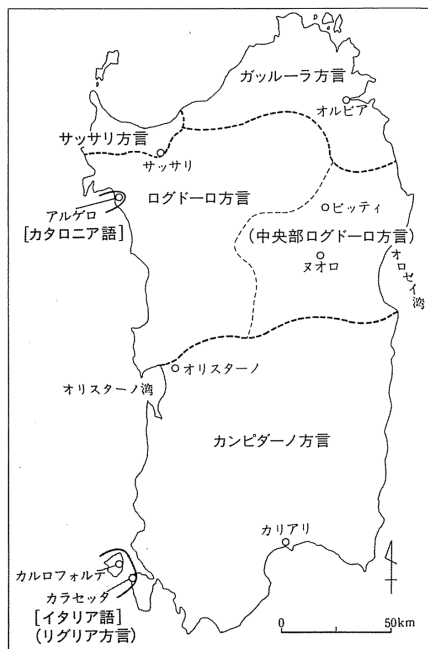 ガッルーラ方言
オルビア
サッサリ方言
サッサリ
ログドーロ方言
アルゲロ
[カタロニア語]
ビッティ
(中央部ログドーロ方言)
ヌオロ
オロセイ湾
オリスターノ
オリスターノ湾
カンピダーノ方言
カリアリ
カルロフォルテ
カラセッタ
[イタリア語]
(リグリア方言)
0 50km